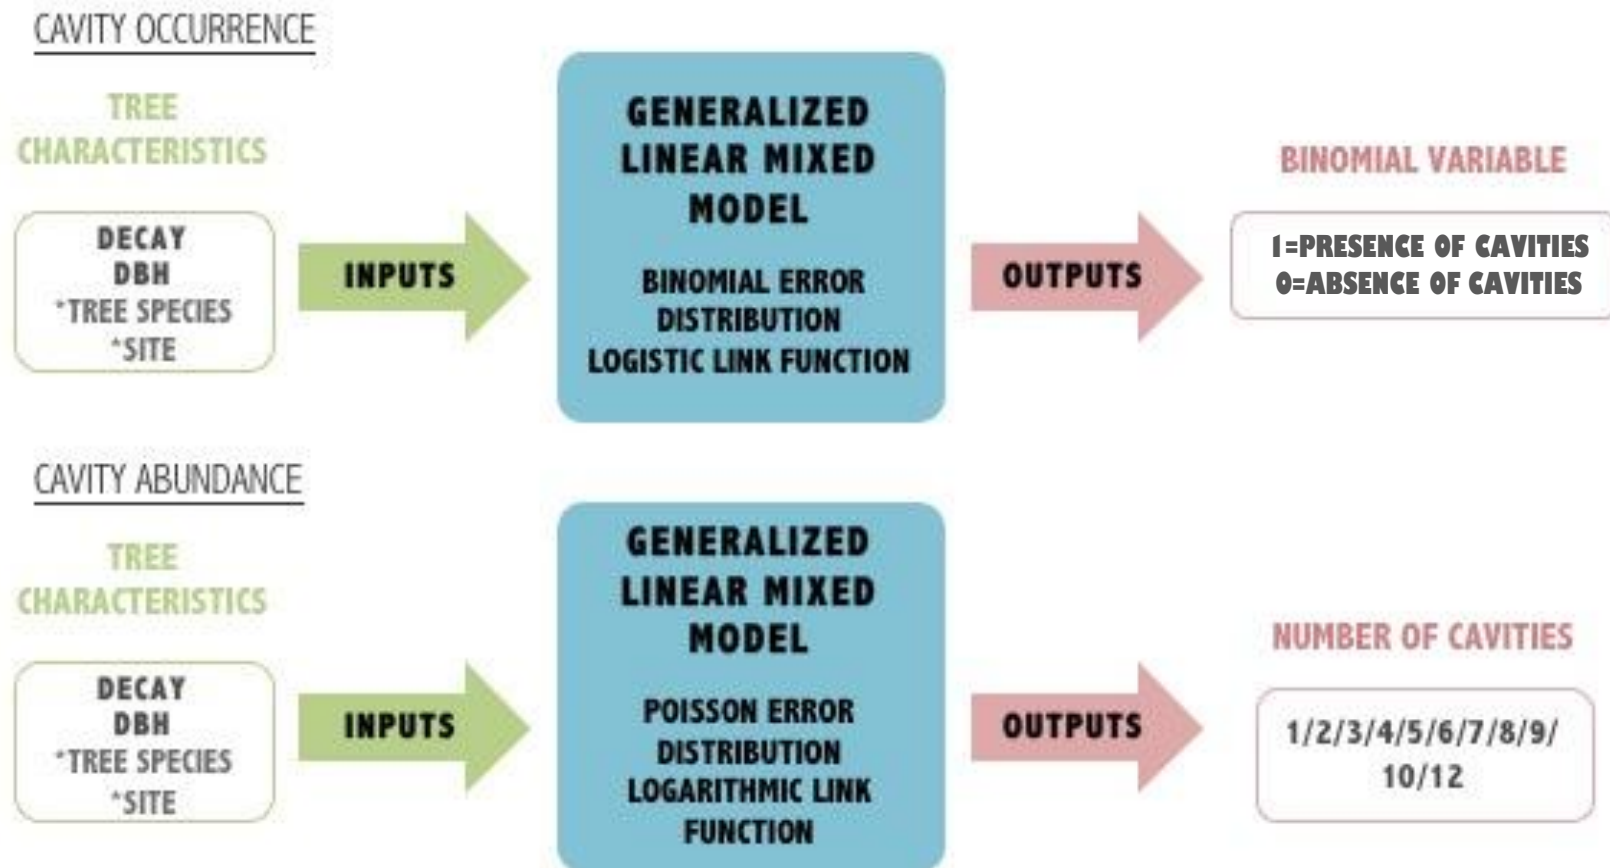 CAVITY OCCURRENCE
TREE
CHARACTERISTICS
DECAY
DBH
*TREE SPECIES
*SITE
INPUTS
GENERALIZED
LINEAR MIXED
MODEL
BINOMIAL ERROR
DISTRIBUTION
LOGISTIC LINK FUNCTION
OUTPUTS
BINOMIAL VARIABLE
1=PRESENCE OF CAVITIES
0=ABSENCE OF CAVITIES
CAVITY ABUNDANCE
TREE
CHARACTERISTICS
DECAY
DBH
*TREE SPECIES
*SITE
INPUTS
GENERALIZED
LINEAR MIXED
MODEL
POISSON ERROR
DISTRIBUTION
LOGARITHMIC LINK
FUNCTION
OUTPUTS
NUMBER OF CAVITIES
1/2/3/4/5/6/7/8/9/
10/12